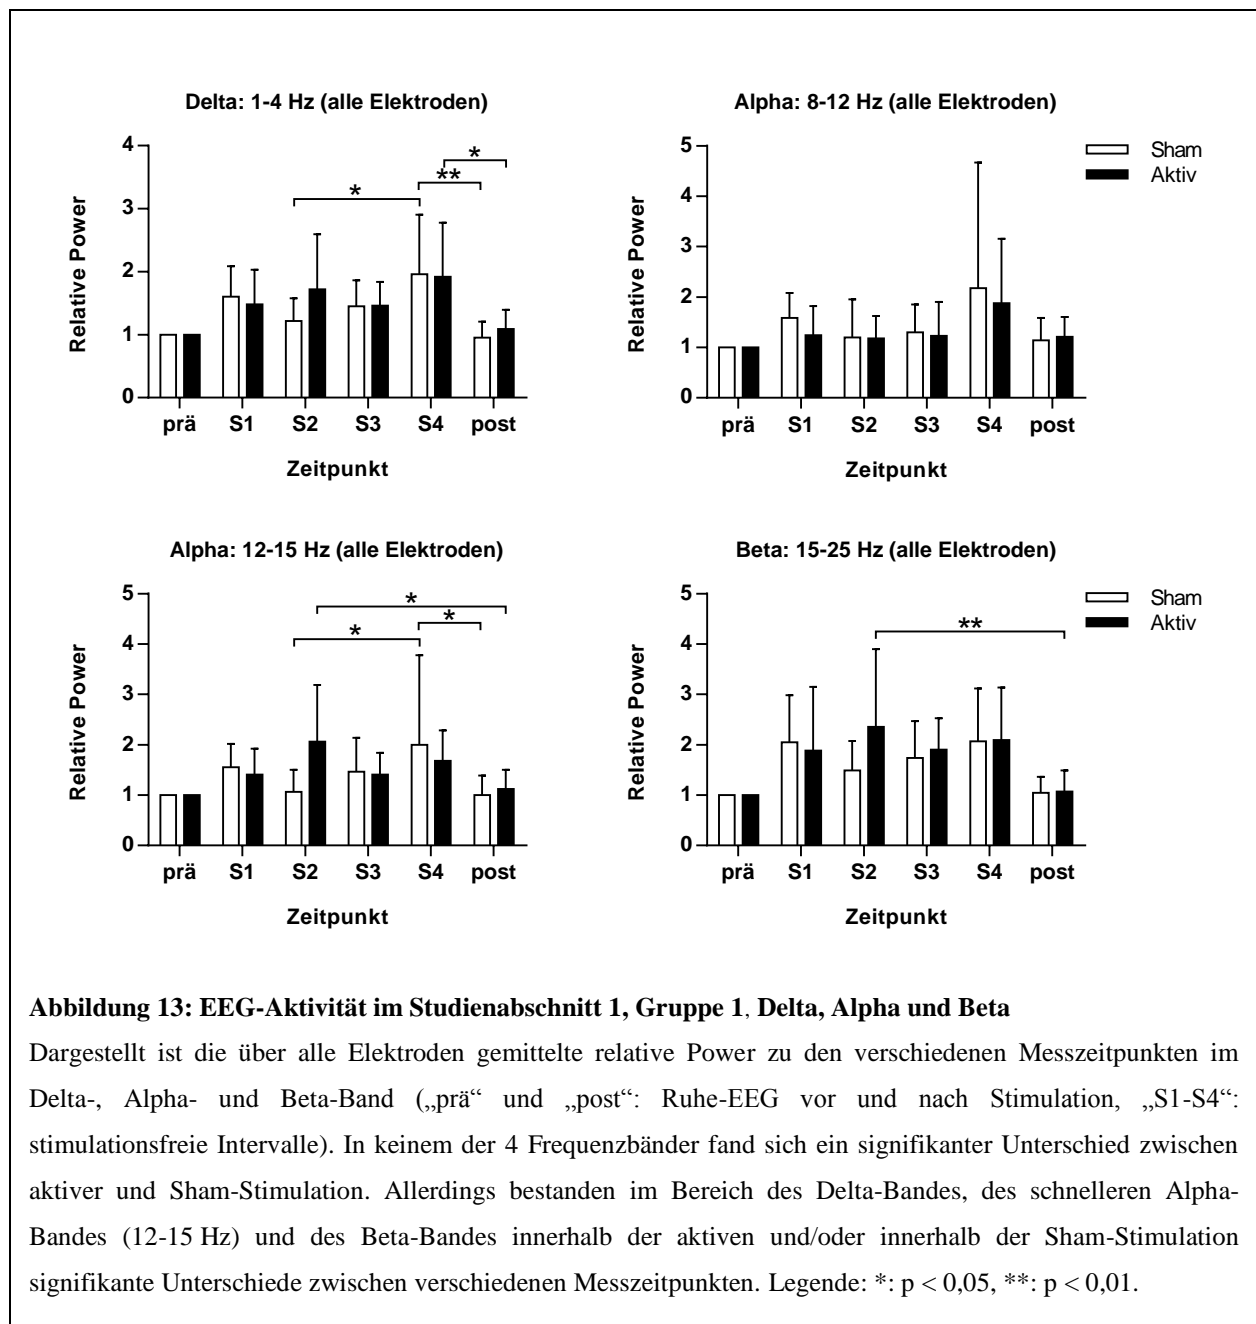 Delta: 1-4 Hz (alle Elektroden)
4
3
2
1
0
Relative Power
*
**
*
prä S1 S2 S3 S4 post
Zeitpunkt
Alpha: 8-12 Hz (alle Elektroden)
5
4
3
2
1
0
Relative Power
prä S1 S2 S3 S4 post
Zeitpunkt
Sham
Aktiv
Alpha: 12-15 Hz (alle Elektroden)
5
4
3
2
1
0
Relative Power
*
*
*
prä S1 S2 S3 S4 post
Zeitpunkt
Beta: 15-25 Hz (alle Elektroden)
5
4
3
2
1
0
Relative Power
**
prä S1 S2 S3 S4 post
Zeitpunkt
Sham
Aktiv
Abbildung 13: EEG-Aktivität im Studienabschnitt 1, Gruppe 1, Delta, Alpha und Beta
Dargestellt ist die über alle Elektroden gemittelte relative Power zu den verschiedenen Messzeitpunkten im
Delta-, Alpha- und Beta-Band („prä“ und „post“: Ruhe-EEG vor und nach Stimulation, „S1-S4“:
stimulationsfreie Intervalle). In keinem der 4 Frequenzbänder fand sich ein signifikanter Unterschied zwischen
aktiver und Sham-Stimulation. Allerdings bestanden im Bereich des Delta-Bandes, des schnelleren Alpha-
Bandes (12-15 Hz) und des Beta-Bandes innerhalb der aktiven und/oder innerhalb der Sham-Stimulation
signifikante Unterschiede zwischen verschiedenen Messzeitpunkten. Legende: *: p < 0,05, **: p < 0,01.